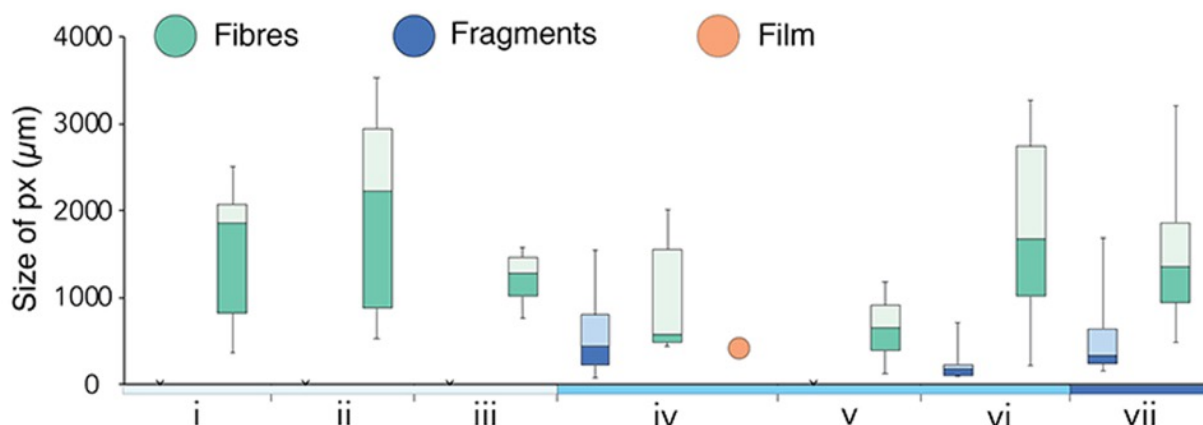 Fibres Fragments Film
4000
3000
2000
1000
0
Size of px (µm)
i ii iii iv v vi vii